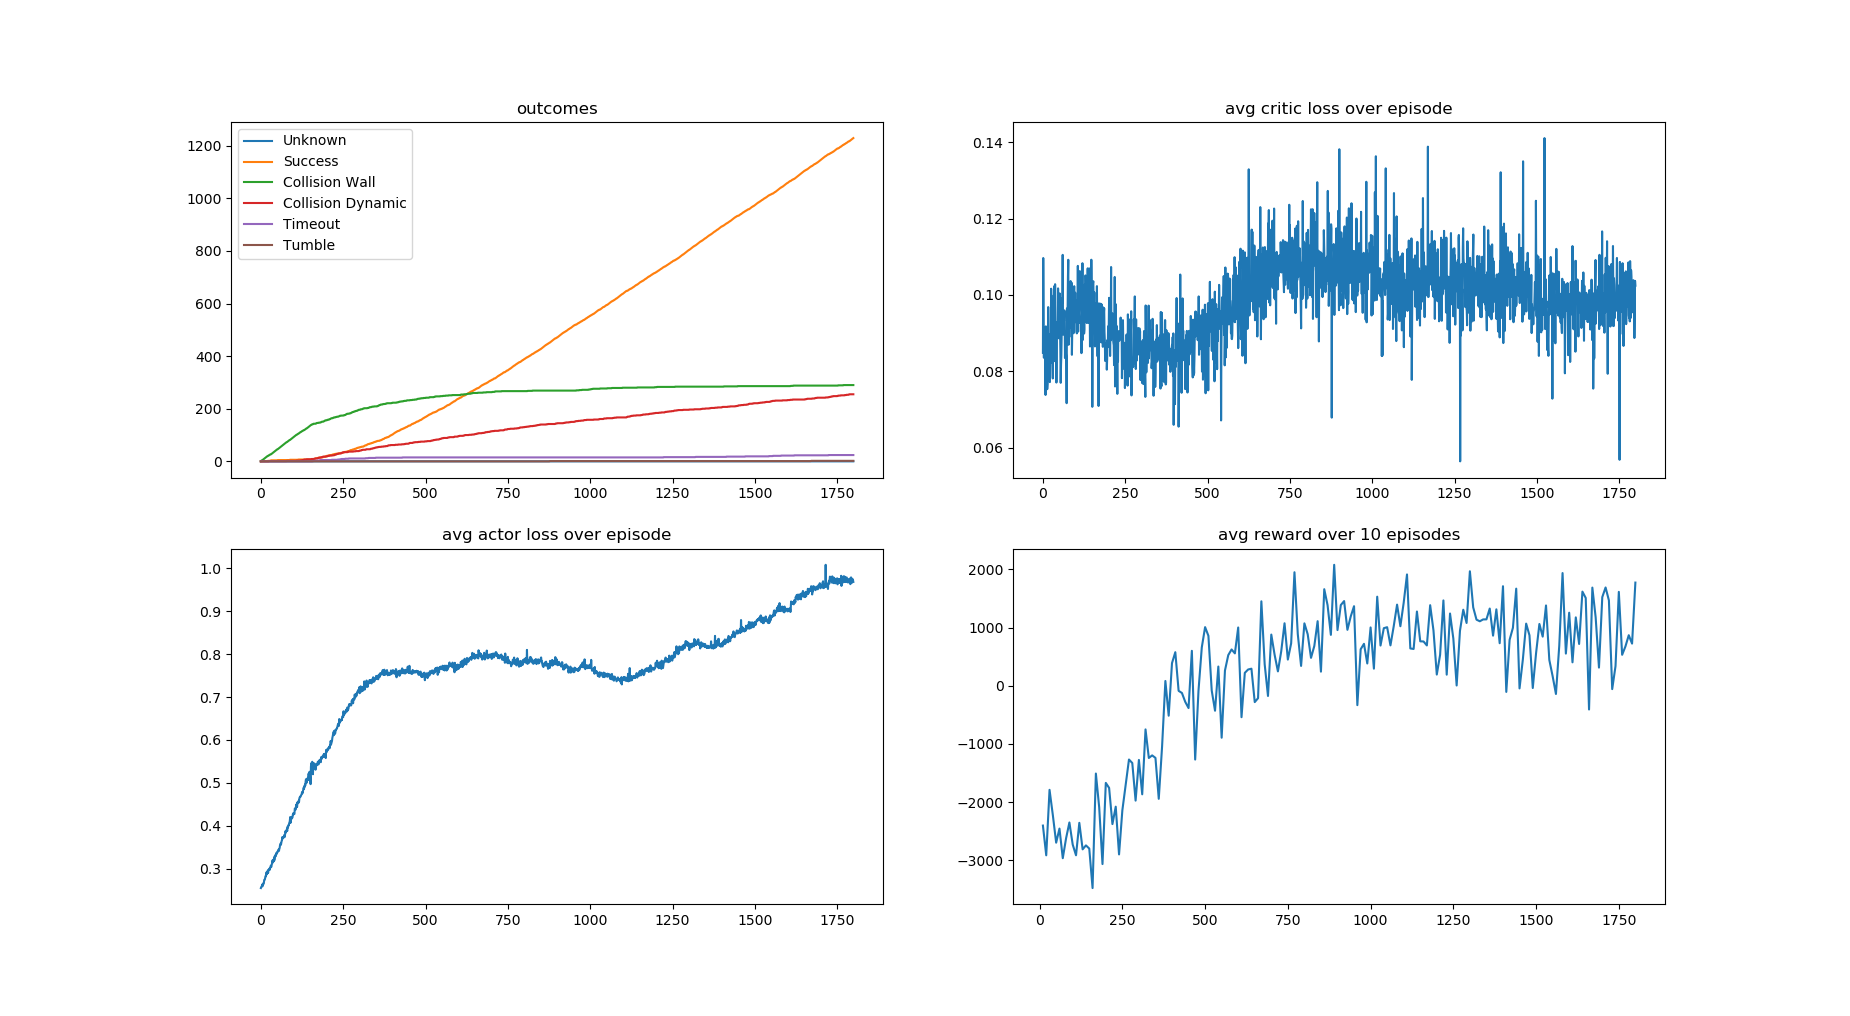 outcomes
Unknown
Success
Collision Wall
Collision Dynamic
Timeout
Tumble
1200
1000
800
600
400
200
0
0 250 500 750 1000 1250 1500 1750
avg critic loss over episode
0.14
0.12
0.10
0.08
0.06
0 250 500 750 1000 1250 1500 1750
avg actor loss over episode
1.0
0.9
0.8
0.7
0.6
0.5
0.4
0.3
0 250 500 750 1000 1250 1500 1750
avg reward over 10 episodes
2000
1000
0
−1000
−2000
−3000
0 250 500 750 1000 1250 1500 1750